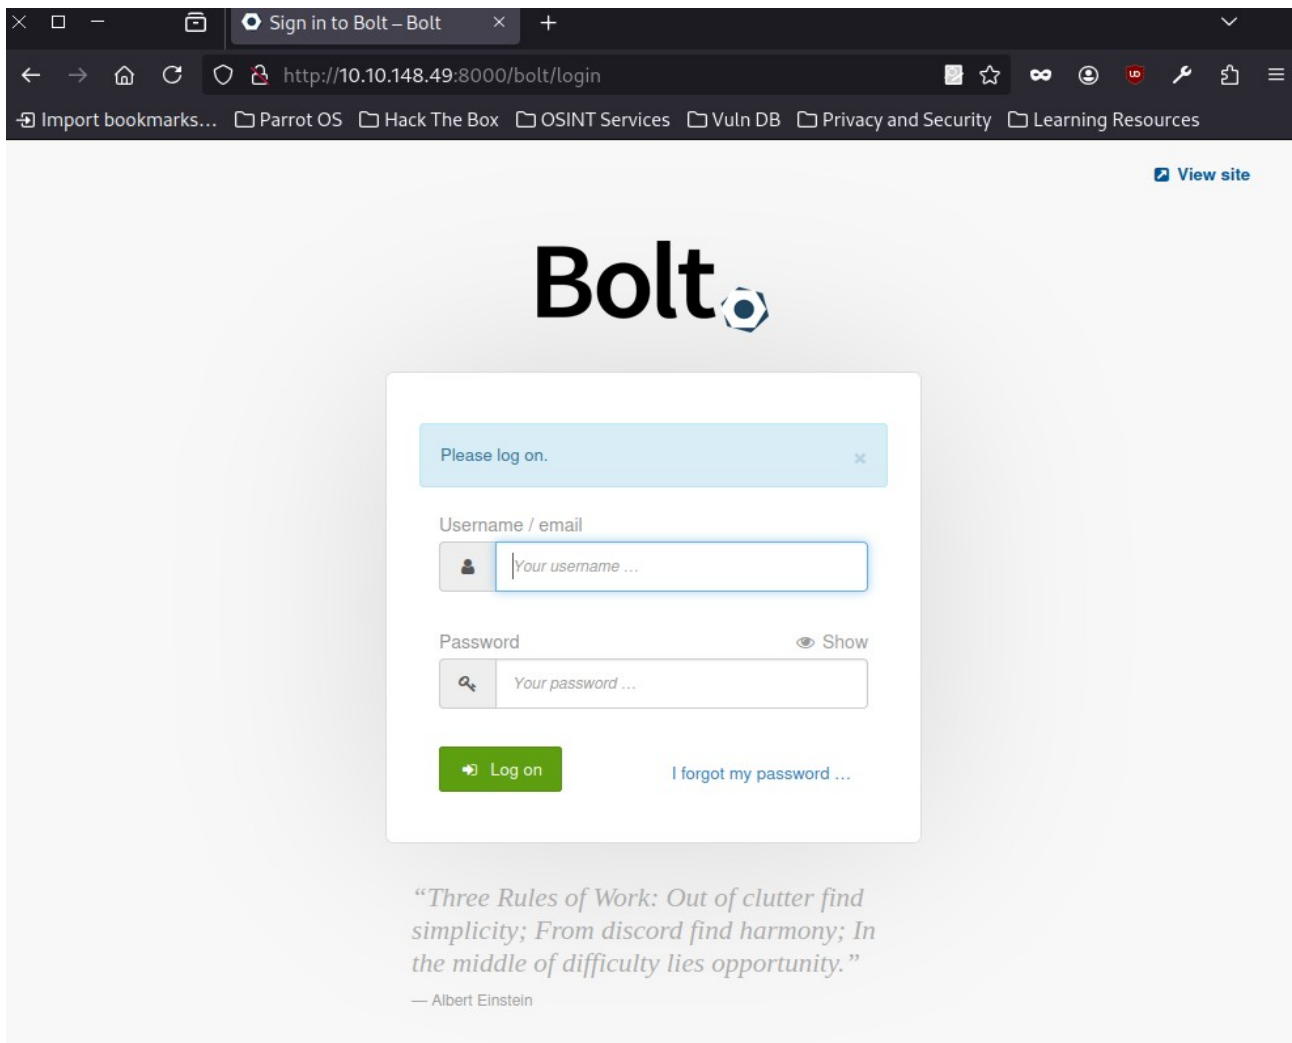 Sign in to Bolt – Bolt
http://10.10.148.49:8000/bolt/login
Import bookmarks... Parrot OS Hack The Box OSINT Services Vuln DB Privacy and Security Learning Resources
View site
Bolt
Please log on.
Username / email
Your username ...
Password Show
Your password ...
Log on I forgot my password ...
“Three Rules of Work: Out of clutter find
simplicity; From discord find harmony; In
the middle of difficulty lies opportunity.”
— Albert Einstein